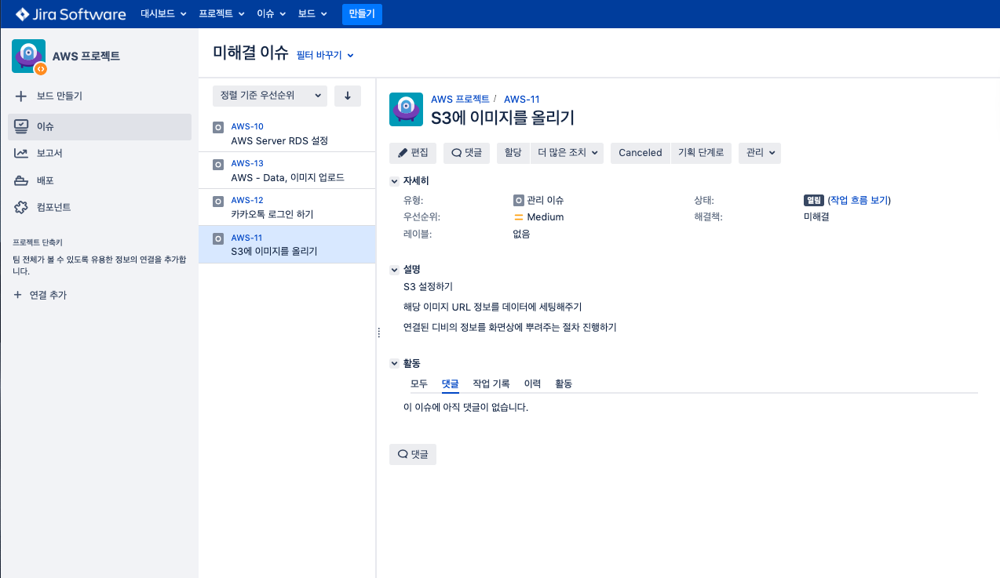 Jira Software 대시보드 프로젝트 이슈 보드 만들기
AWS 프로젝트
보드 만들기
이슈
보고서
배포
컴포넌트
프로젝트 단축키
팀 전체가 볼 수 있도록 유용한 정보의 연결을 추가합
니다.
연결 추가
미해결 이슈 필터 바꾸기
정렬 기준 우선순위
AWS-10
AWS Server RDS 설정
AWS-13
AWS - Data, 이미지 업로드
AWS-12
카카오톡 로그인 하기
AWS-11
S3에 이미지를 올리기
AWS 프로젝트 / AWS-11
S3에 이미지를 올리기
편집 댓글 할당 더 많은 조치 Canceled 기획 단계로 관리
자세히
유형: 관리 이슈 상태: 열림 (작업 흐름 보기)
우선순위: Medium 해결책: 미해결
레이블: 없음
설명
S3 설정하기
해당 이미지 URL 정보를 데이터에 세팅해주기
연결된 디비의 정보를 화면상에 뿌려주는 절차 진행하기
활동
모두 댓글 작업 기록 이력 활동
이 이슈에 아직 댓글이 없습니다.
댓글